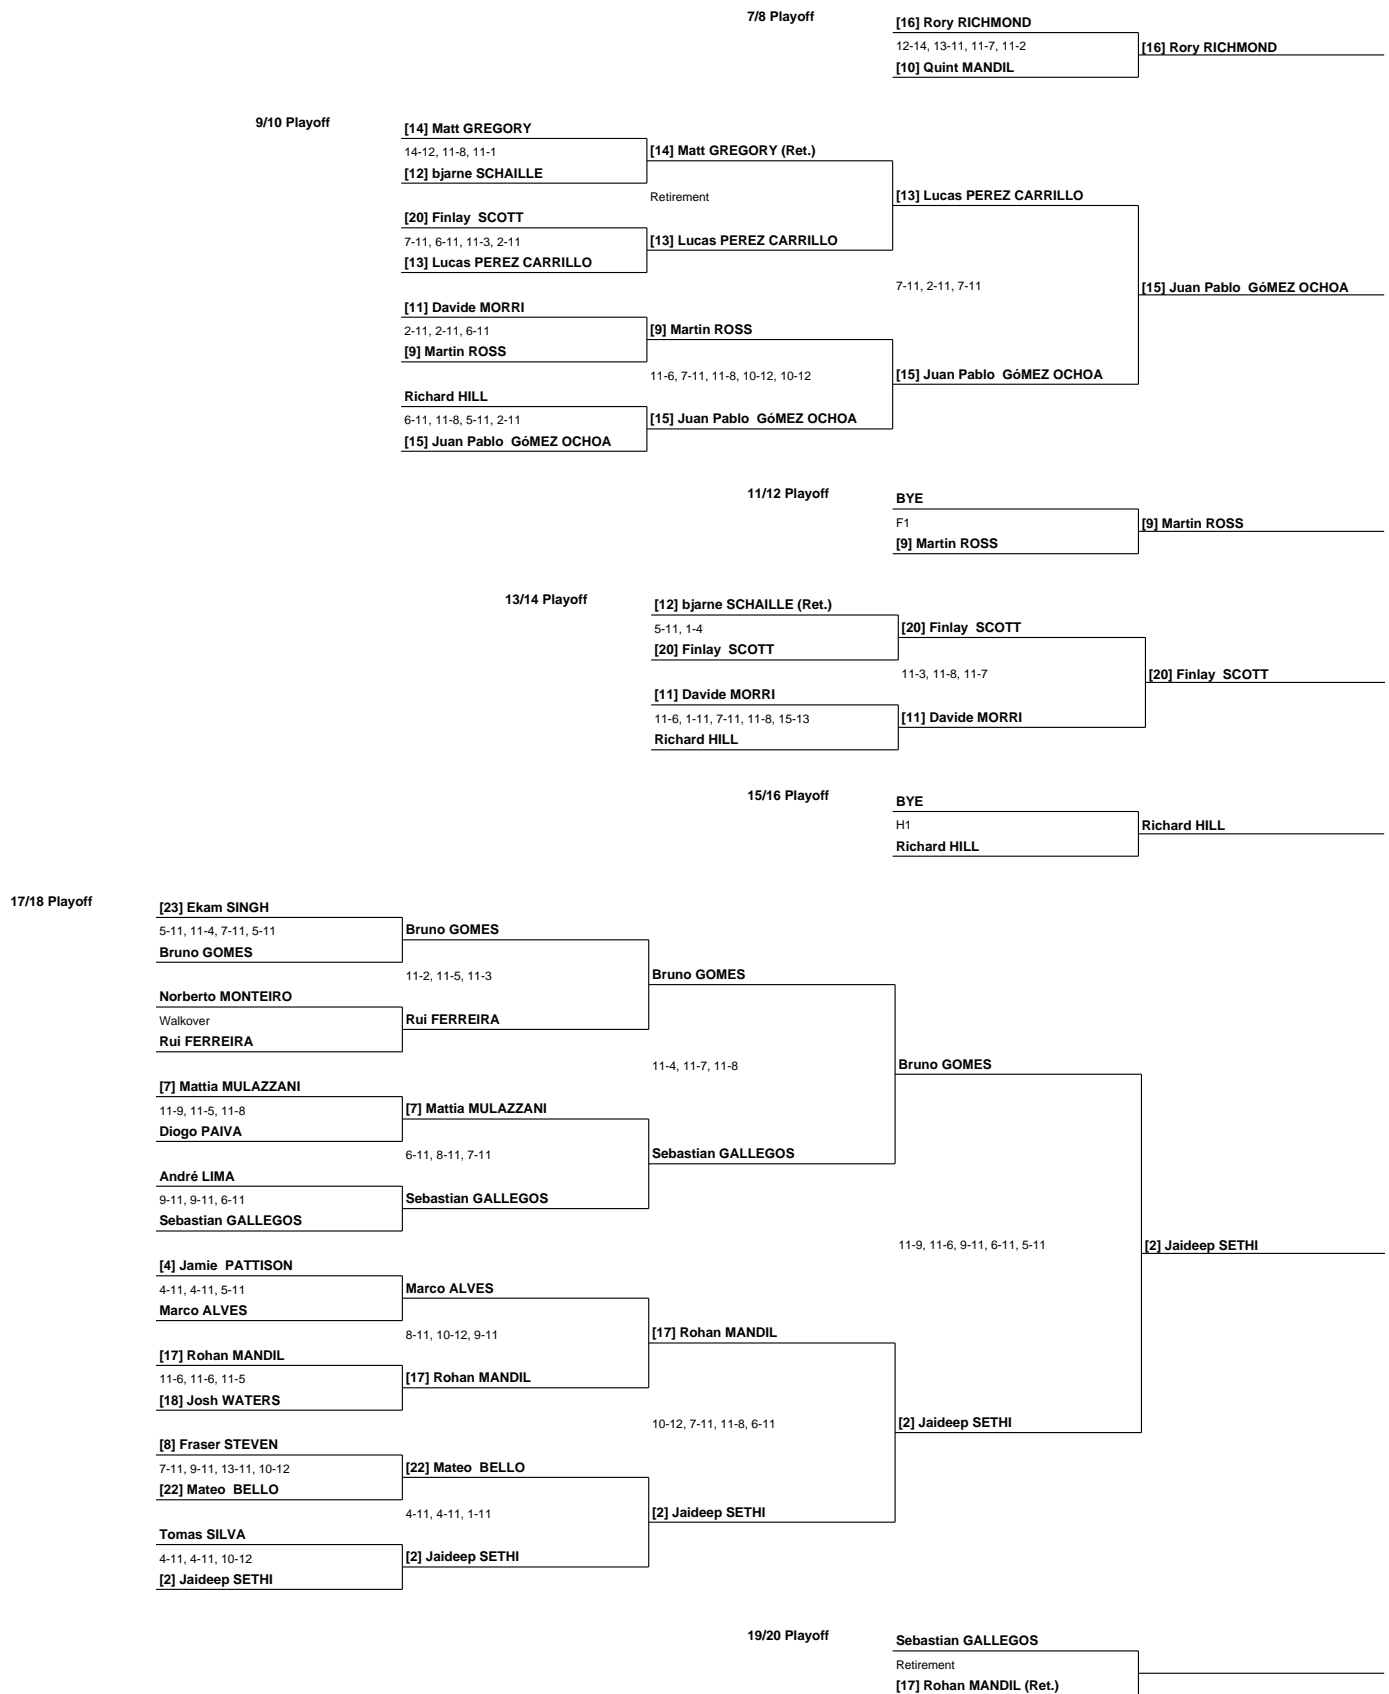 7/8 Playoff
[16] Rory RICHMOND
12-14, 13-11, 11-7, 11-2
[16] Rory RICHMOND
[10] Quint MANDIL
9/10 Playoff
[14] Matt GREGORY
14-12, 11-8, 11-1
[14] Matt GREGORY (Ret.)
[12] bjarne SCHAILLE
Retirement
[13] Lucas PEREZ CARRILLO
[20] Finlay SCOTT
7-11, 6-11, 11-3, 2-11
[13] Lucas PEREZ CARRILLO
[13] Lucas PEREZ CARRILLO
7-11, 2-11, 7-11
[15] Juan Pablo GóMEZ OCHOA
[11] Davide MORRI
2-11, 2-11, 6-11
[9] Martin ROSS
[9] Martin ROSS
11-6, 7-11, 11-8, 10-12, 10-12
[15] Juan Pablo GóMEZ OCHOA
Richard HILL
6-11, 11-8, 5-11, 2-11
[15] Juan Pablo GóMEZ OCHOA
[15] Juan Pablo GóMEZ OCHOA
11/12 Playoff
BYE
F1
[9] Martin ROSS
[9] Martin ROSS
13/14 Playoff
[12] bjarne SCHAILLE (Ret.)
5-11, 1-4
[20] Finlay SCOTT
[20] Finlay SCOTT
11-3, 11-8, 11-7
[20] Finlay SCOTT
[11] Davide MORRI
11-6, 1-11, 7-11, 11-8, 15-13
[11] Davide MORRI
Richard HILL
15/16 Playoff
BYE
H1
Richard HILL
Richard HILL
17/18 Playoff
[23] Ekam SINGH
5-11, 11-4, 7-11, 5-11
Bruno GOMES
Bruno GOMES
11-2, 11-5, 11-3
Bruno GOMES
Norberto MONTEIRO
Walkover
Rui FERREIRA
Rui FERREIRA
11-4, 11-7, 11-8
Bruno GOMES
[7] Mattia MULAZZANI
11-9, 11-5, 11-8
[7] Mattia MULAZZANI
Diogo PAIVA
6-11, 8-11, 7-11
Sebastian GALLEGOS
André LIMA
9-11, 9-11, 6-11
Sebastian GALLEGOS
Sebastian GALLEGOS
11-9, 11-6, 9-11, 6-11, 5-11
[2] Jaideep SETHI
[4] Jamie PATTISON
4-11, 4-11, 5-11
Marco ALVES
Marco ALVES
8-11, 10-12, 9-11
[17] Rohan MANDIL
[17] Rohan MANDIL
11-6, 11-6, 11-5
[17] Rohan MANDIL
[18] Josh WATERS
10-12, 7-11, 11-8, 6-11
[2] Jaideep SETHI
[8] Fraser STEVEN
7-11, 9-11, 13-11, 10-12
[22] Mateo BELLO
[22] Mateo BELLO
4-11, 4-11, 1-11
[2] Jaideep SETHI
Tomas SILVA
4-11, 4-11, 10-12
[2] Jaideep SETHI
[2] Jaideep SETHI
19/20 Playoff
Sebastian GALLEGOS
Retirement
[17] Rohan MANDIL (Ret.)